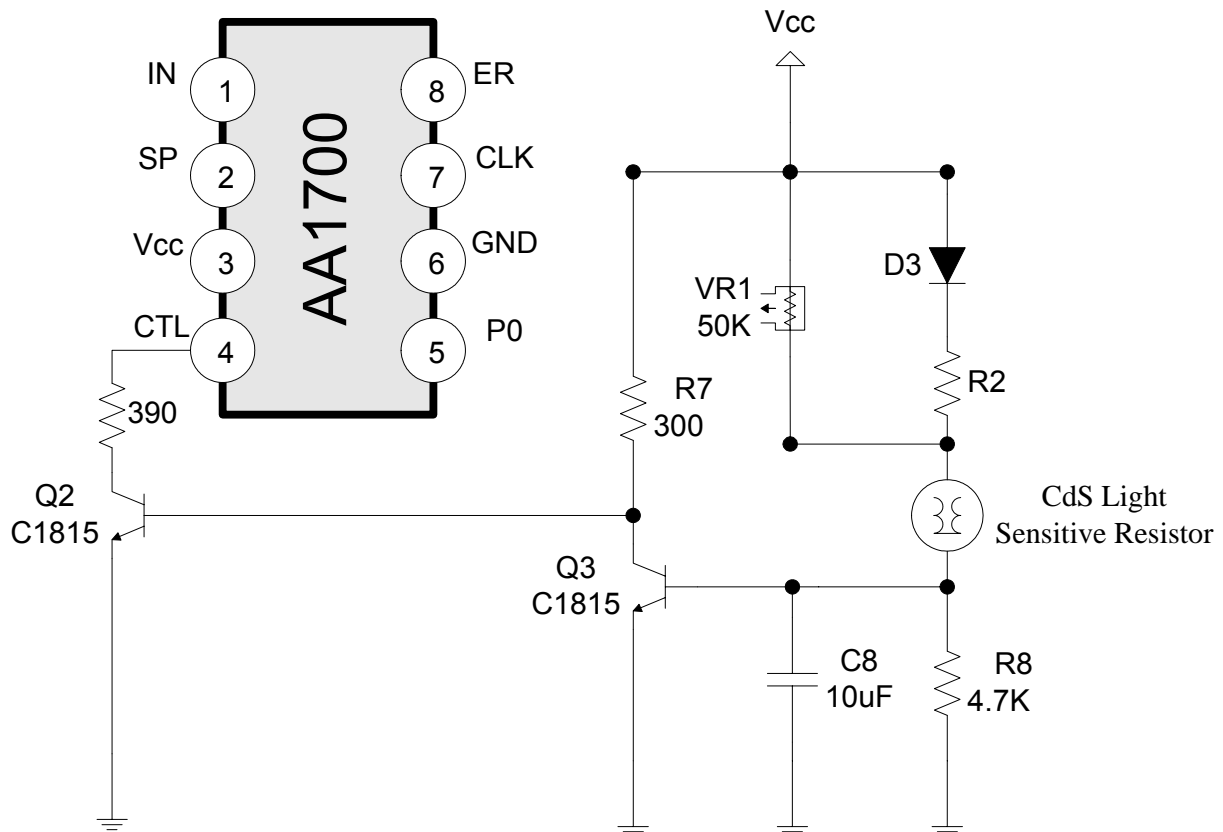 Vcc
IN
1
8
ER
SP
2
7
CLK
Vcc
3
6
GND
CTL
4
5
P0
AA1700
390
Q2
C1815
R7
300
VR1
50K
D3
R2
CdS Light
Sensitive Resistor
Q3
C1815
C8
10uF
R8
4.7K